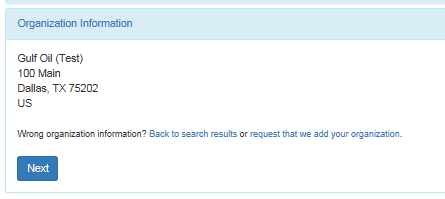 Organization Information
Gulf Oil (Test)
100 Main
Dallas, TX 75202
US
Wrong organization information? Back to search results or request that we add your organization.
Next